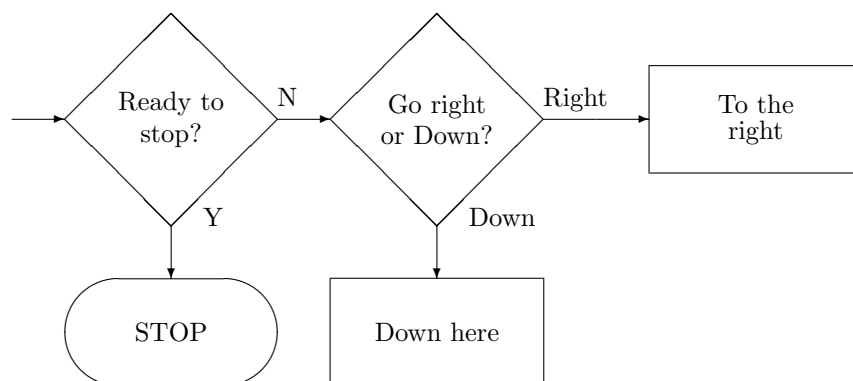 Ready to
stop?
N
Go right
or Down?
Right
To the
right
Y
Down
STOP
Down here